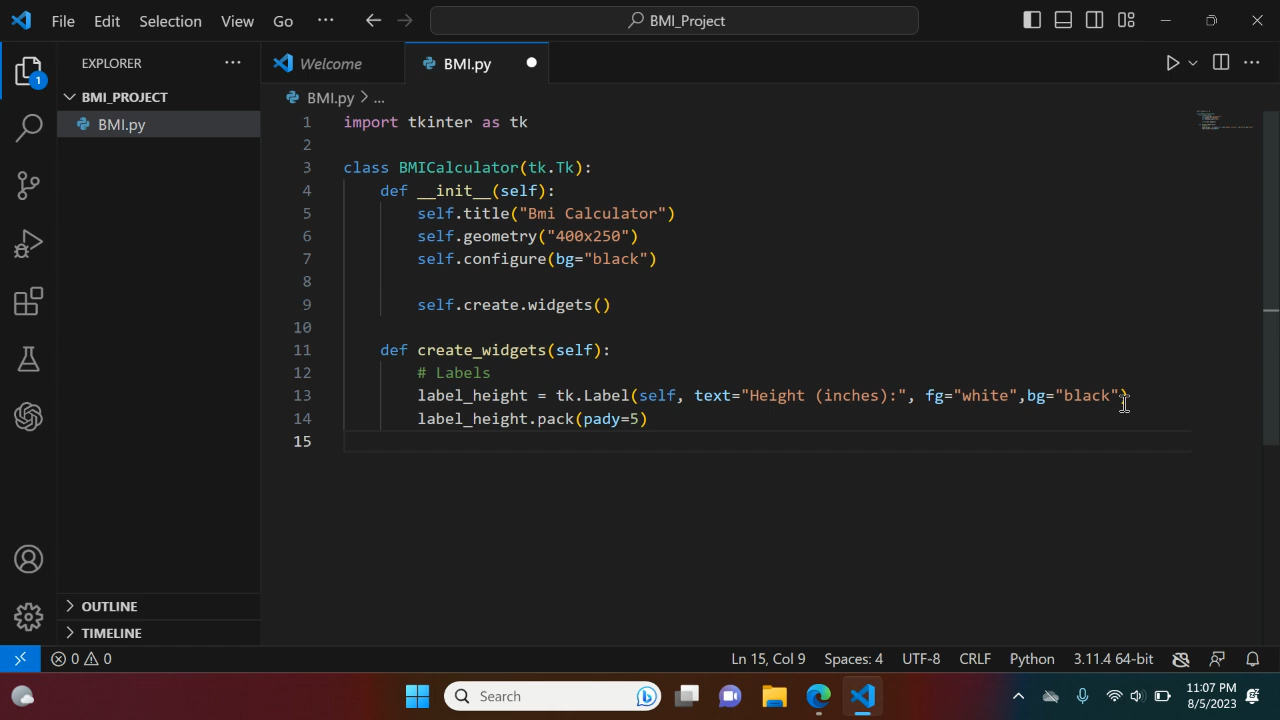 File Edit Selection View Go ··· BMI_Project
EXPLORER ···
Welcome BMI.py
BMI_PROJECT
BMI.py
BMI.py > ...
1 import tkinter as tk
2
3 class BMICalculator(tk.Tk):
4 def __init__(self):
5 self.title("Bmi Calculator")
6 self.geometry("400x250")
7 self.configure(bg="black")
8
9 self.create.widgets()
10
11 def create_widgets(self):
12 # Labels
13 label_height = tk.Label(self, text="Height (inches):", fg="white",bg="black")
14 label_height.pack(pady=5)
15
1
OUTLINE
TIMELINE
0 0 Ln 15, Col 9 Spaces: 4 UTF-8 CRLF Python 3.11.4 64-bit
Search
11:07 PM
8/5/2023